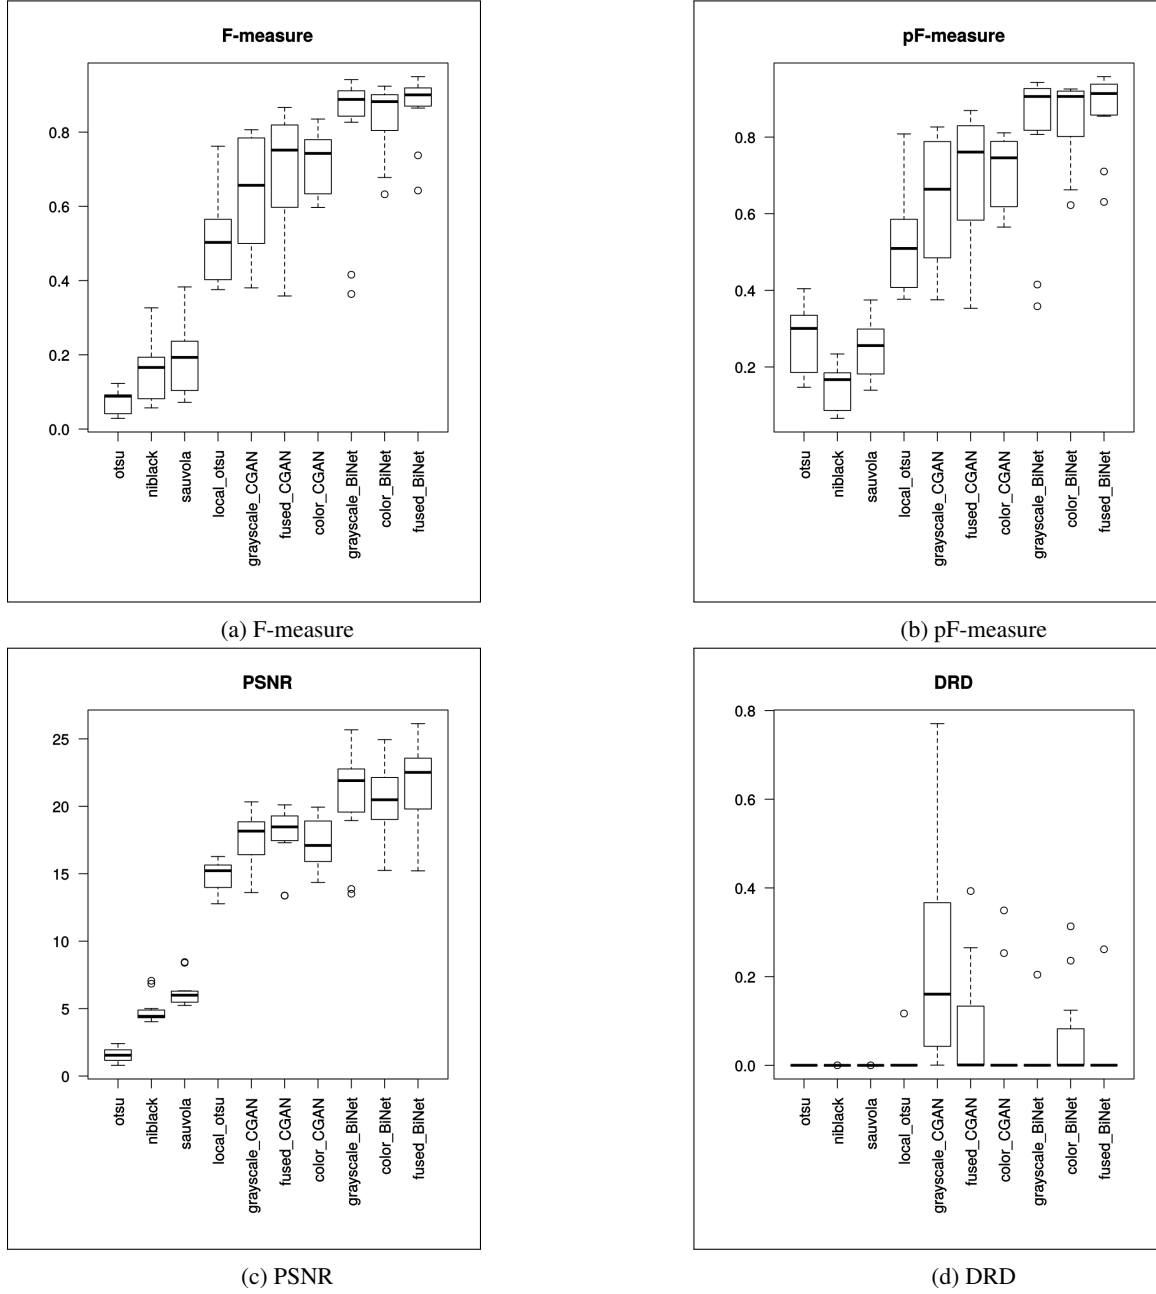 F-measure
0.8
0.6
0.4
0.2
0.0
otsu
niblack
sauvola
local_otsu
grayscale_CGAN
fused_CGAN
color_CGAN
grayscale_BiNet
color_BiNet
fused_BiNet
(a) F-measure
pF-measure
0.8
0.6
0.4
0.2
otsu
niblack
sauvola
local_otsu
grayscale_CGAN
fused_CGAN
color_CGAN
grayscale_BiNet
color_BiNet
fused_BiNet
(b) pF-measure
PSNR
25
20
15
10
5
0
otsu
niblack
sauvola
local_otsu
grayscale_CGAN
fused_CGAN
color_CGAN
grayscale_BiNet
color_BiNet
fused_BiNet
(c) PSNR
DRD
0.8
0.6
0.4
0.2
0.0
otsu
niblack
sauvola
local_otsu
grayscale_CGAN
fused_CGAN
color_CGAN
grayscale_BiNet
color_BiNet
fused_BiNet
(d) DRD